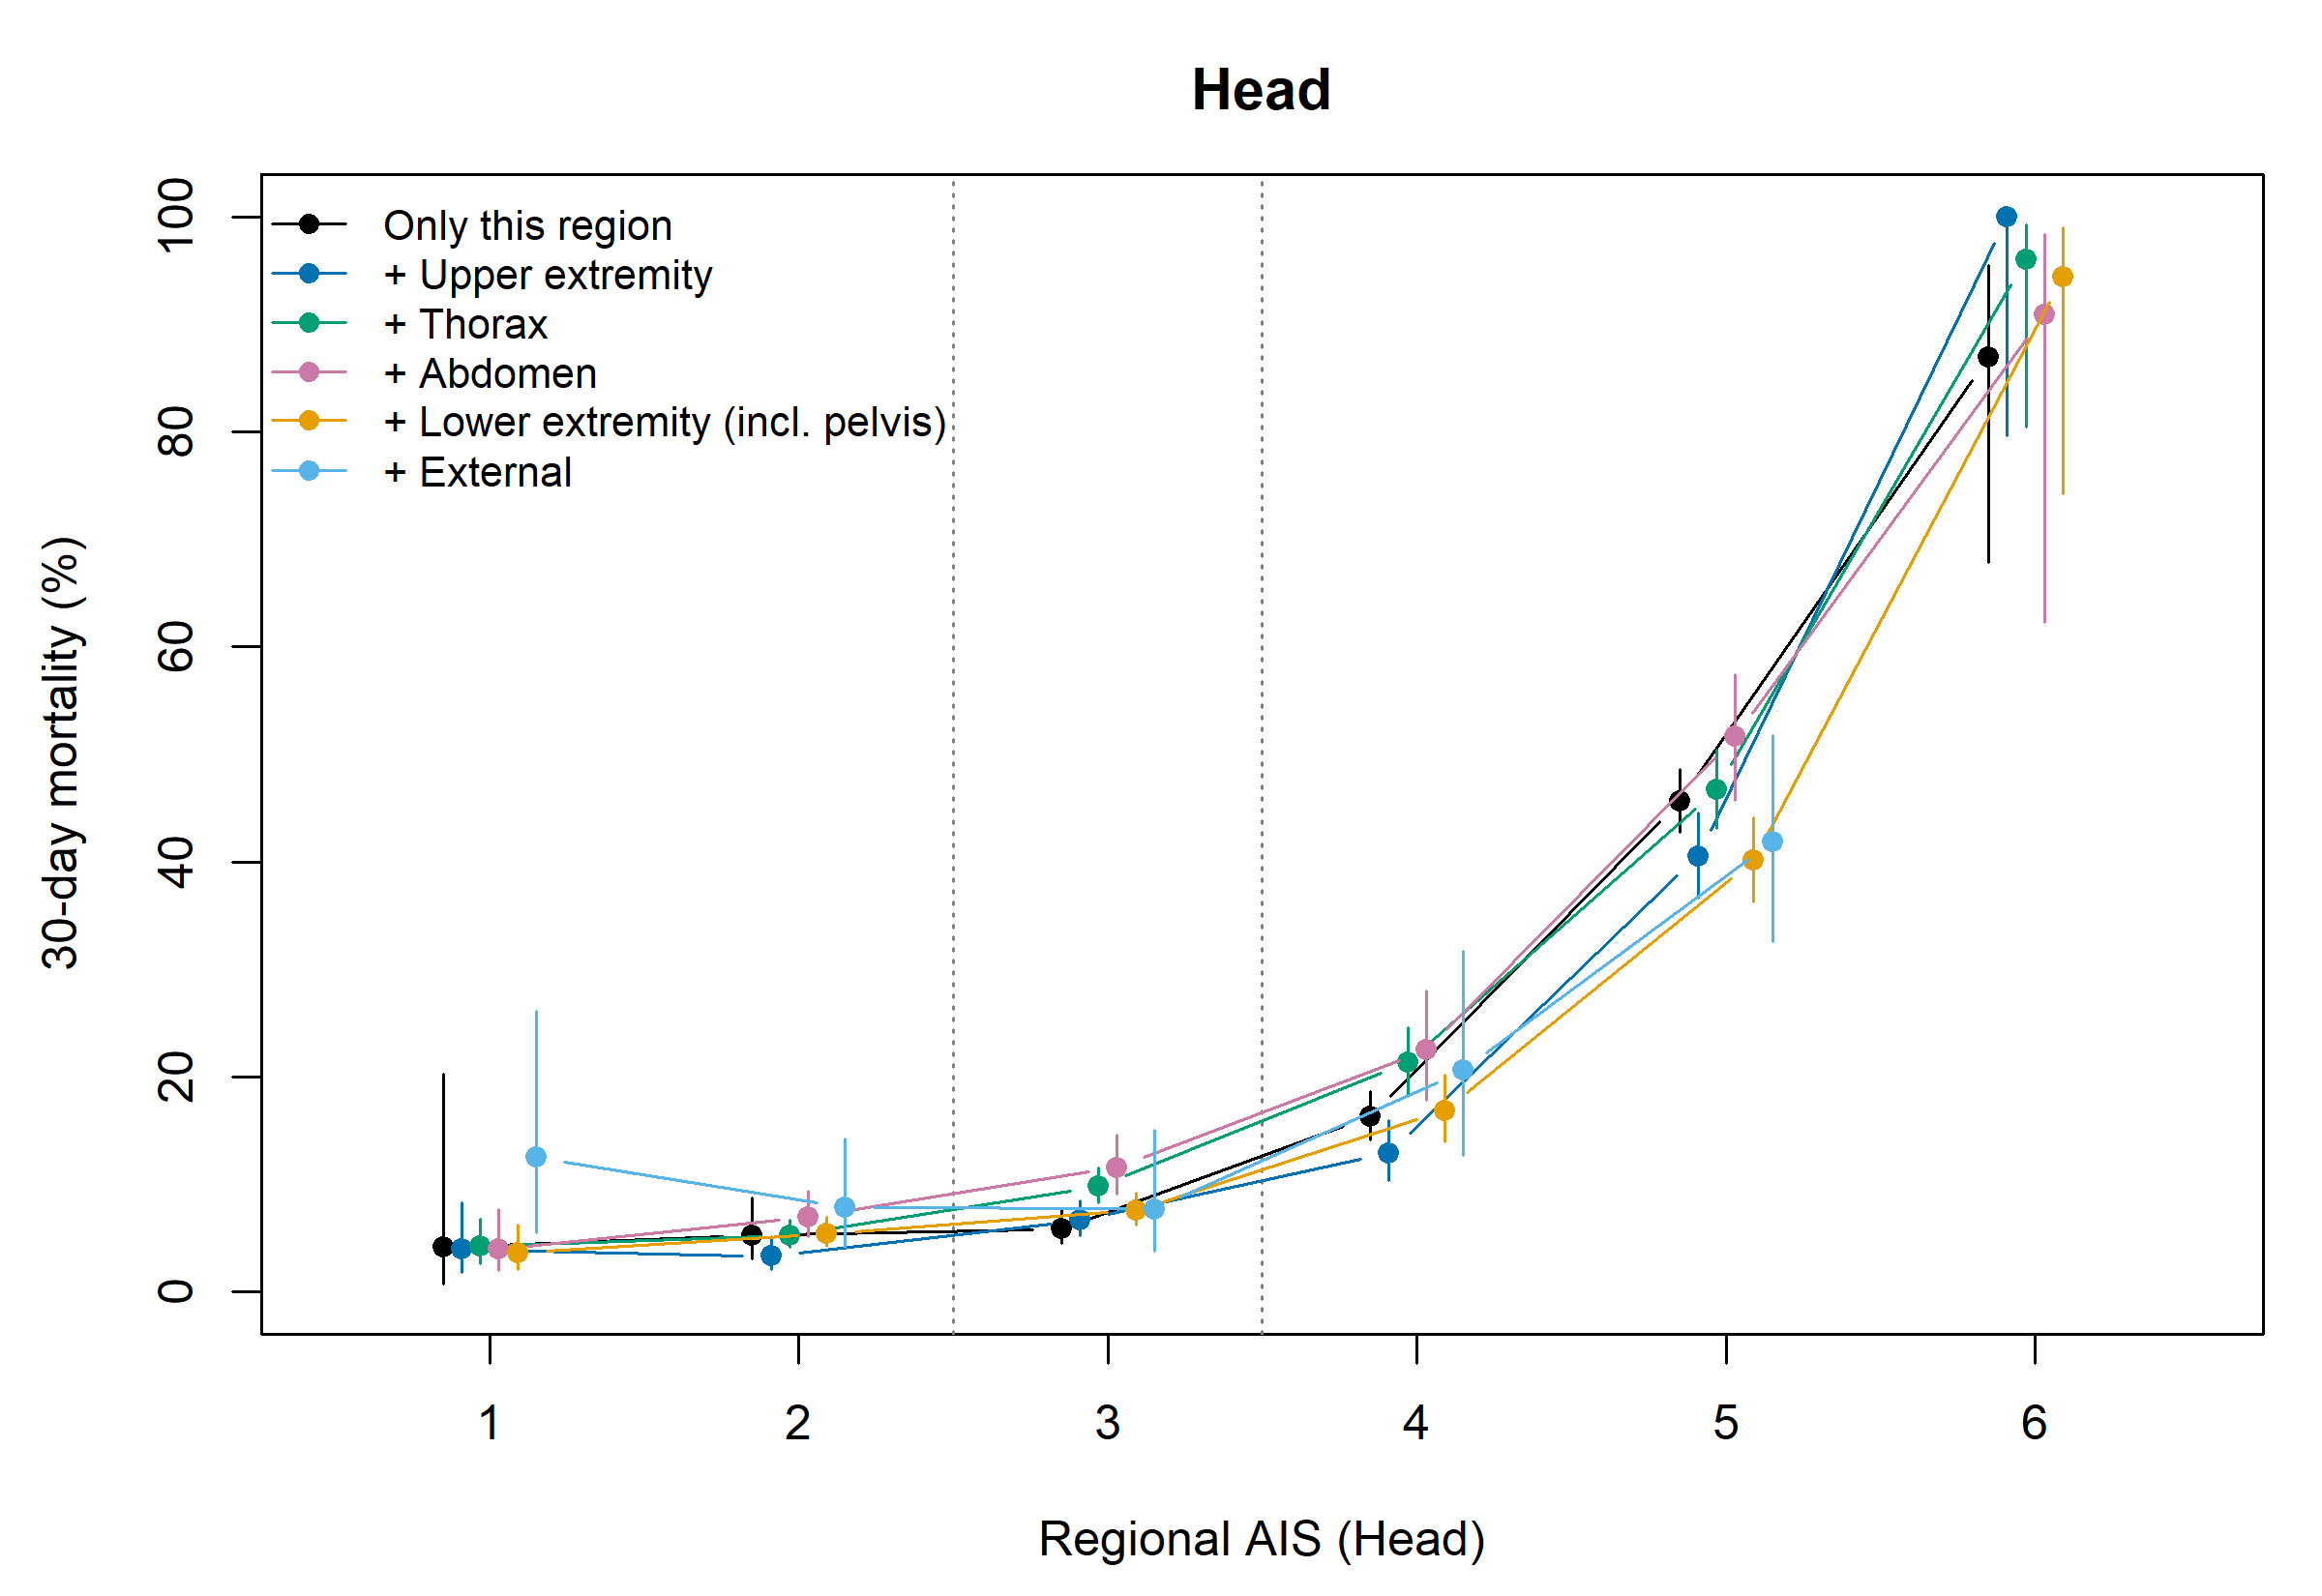 Head
30-day mortality (%)
100
80
60
40
20
0
Only this region
+ Upper extremity
+ Thorax
+ Abdomen
+ Lower extremity (incl. pelvis)
+ External
1 2 3 4 5 6
Regional AIS (Head)